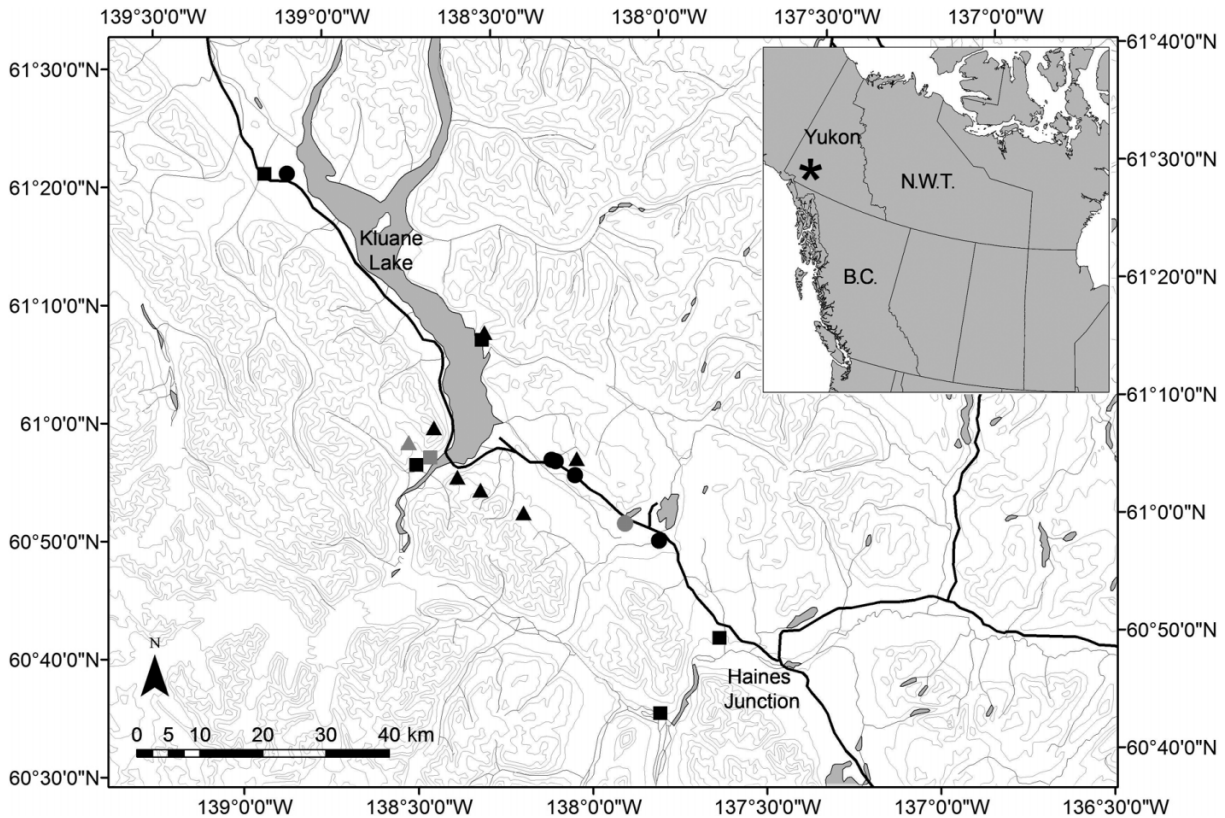 139°30'0"W 139°0'0"W 138°30'0"W 138°0'0"W 137°30'0"W 137°0'0"W
61°40'0"N
61°30'0"N
Yukon
61°30'0"N
*
N.W.T.
61°20'0"N
Kluane
Lake
61°20'0"N
B.C.
61°10'0"N
61°10'0"N
61°0'0"N
61°0'0"N
60°50'0"N
60°50'0"N
N
60°40'0"N
Haines
Junction
0 5 10 20 30 40 km
60°40'0"N
60°30'0"N
139°0'0"W 138°30'0"W 138°0'0"W 137°30'0"W 137°0'0"W 136°30'0"W